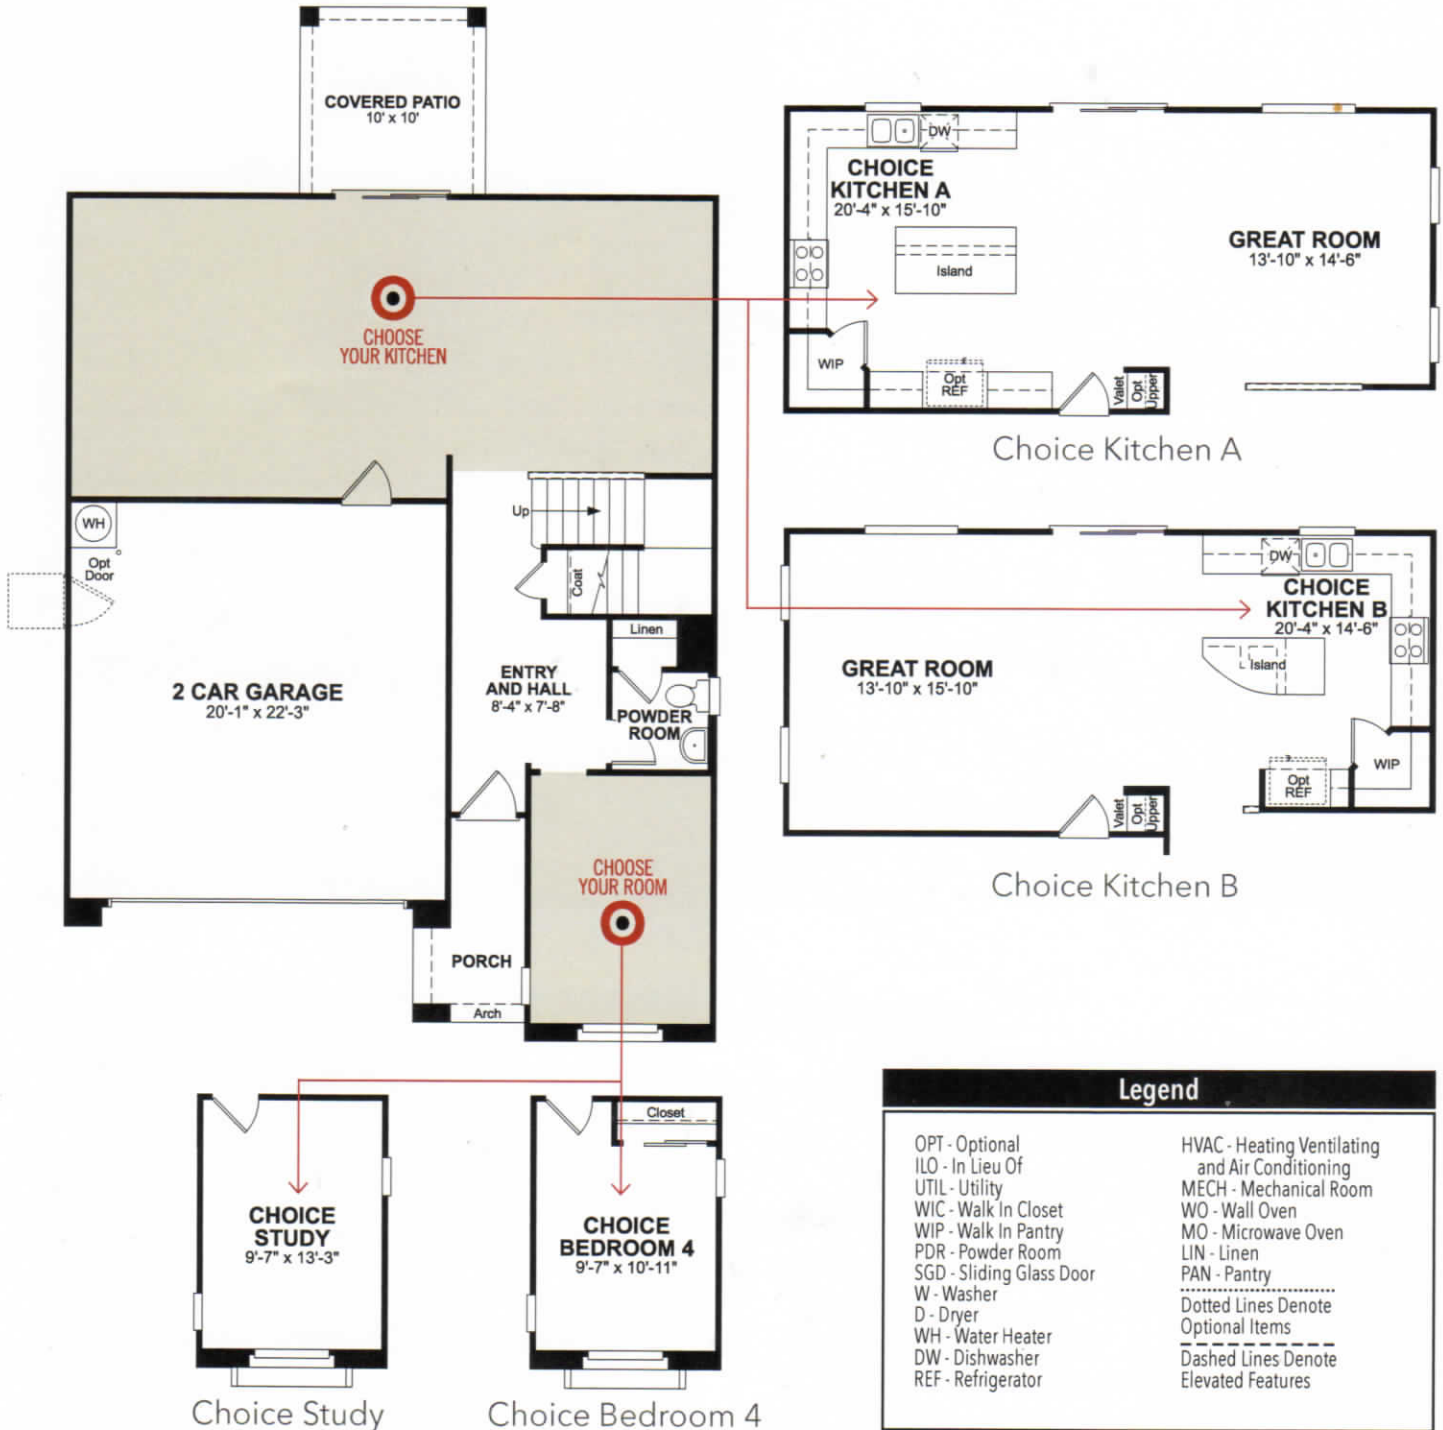 COVERED PATIO
10' x 10'
CHOOSE
YOUR KITCHEN
WH
Opt
Door
Up
Coat
Linen
ENTRY
AND HALL
8'-4" x 7'-8"
POWDER
ROOM
2 CAR GARAGE
20'-1" x 22'-3"
CHOOSE
YOUR ROOM
PORCH
Arch
DW
CHOICE
KITCHEN A
20'-4" x 15'-10"
Island
GREAT ROOM
13'-10" x 14'-6"
WIP
Opt
REF
Valet
Opt
Upper
Choice Kitchen A
DW
CHOICE
KITCHEN B
20'-4" x 14'-6"
Island
GREAT ROOM
13'-10" x 15'-10"
WIP
Opt
REF
Valet
Opt
Upper
Choice Kitchen B
CHOICE
STUDY
9'-7" x 13'-3"
Choice Study
Closet
CHOICE
BEDROOM 4
9'-7" x 10'-11"
Choice Bedroom 4
Legend
OPT - Optional
ILO - In Lieu Of
UTIL - Utility
WIC - Walk In Closet
WIP - Walk In Pantry
PDR - Powder Room
SGD - Sliding Glass Door
W - Washer
D - Dryer
WH - Water Heater
DW - Dishwasher
REF - Refrigerator
HVAC - Heating Ventilating
and Air Conditioning
MECH - Mechanical Room
WO - Wall Oven
MO - Microwave Oven
LIN - Linen
PAN - Pantry
Dotted Lines Denote
Optional Items
Dashed Lines Denote
Elevated Features